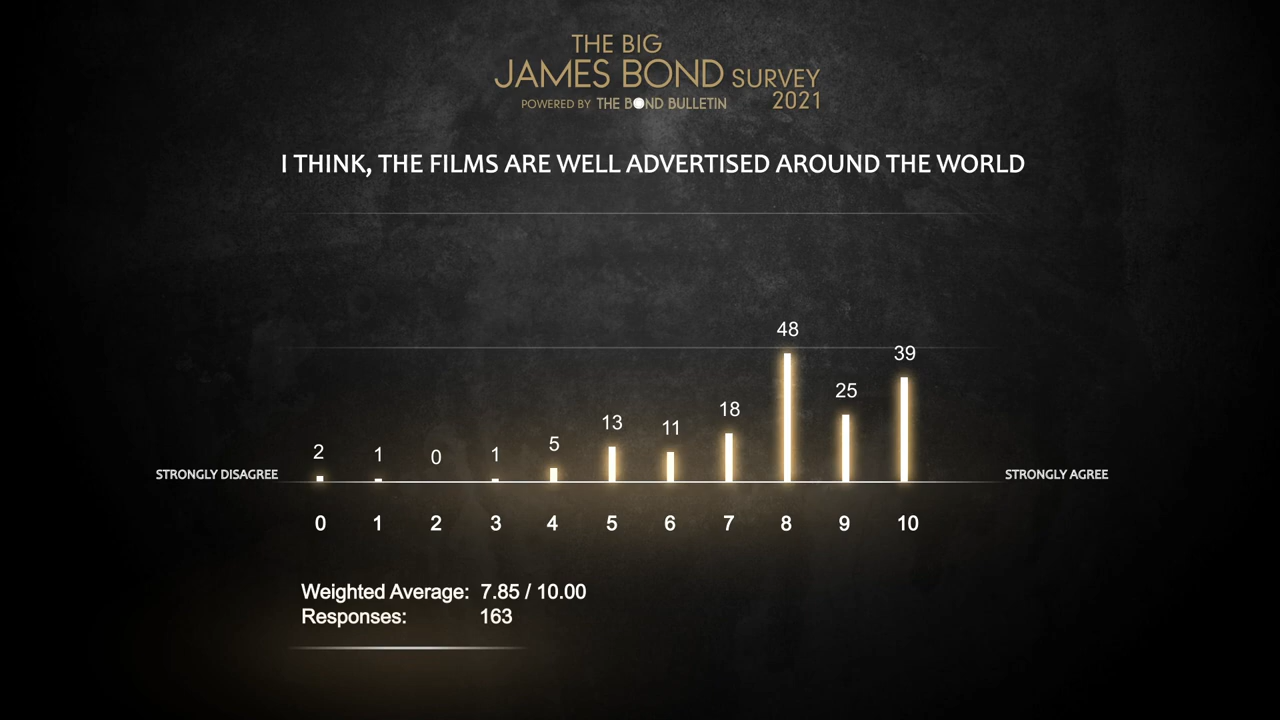 THE BIG
JAMES BOND SURVEY
POWERED BY THE BOND BULLETIN 2021
I THINK, THE FILMS ARE WELL ADVERTISED AROUND THE WORLD
2 1 0 1 5 13 11 18 48 25 39
STRONGLY DISAGREE STRONGLY AGREE
0 1 2 3 4 5 6 7 8 9 10
Weighted Average: 7.85 / 10.00
Responses: 163